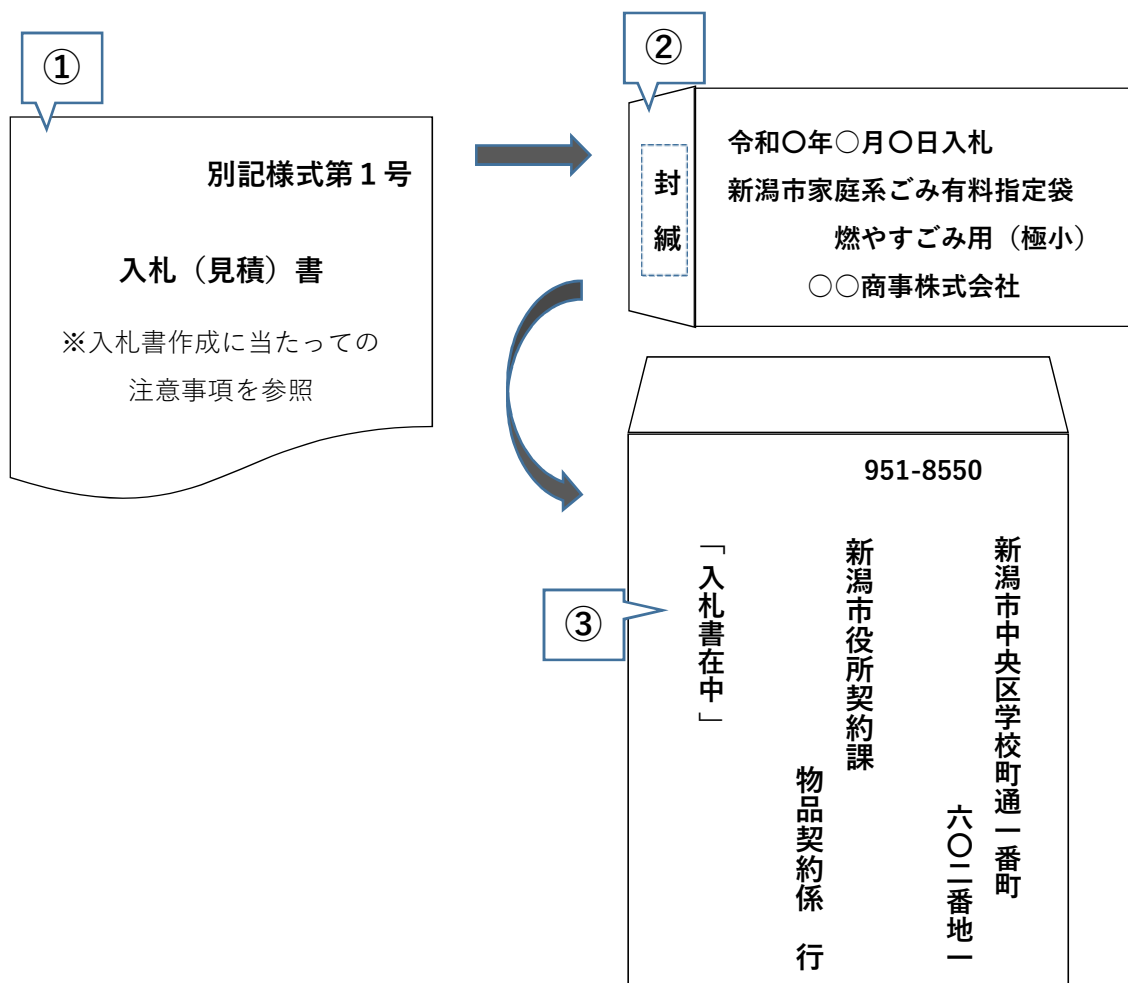 ①
別記様式第１号
入札（見積）書
※入札書作成に当たっての
注意事項を参照
②
封緘
令和〇年○月〇日入札
新潟市家庭系ごみ有料指定袋
燃やすごみ用（極小）
○○商事株式会社
951-8550
新潟市中央区学校町通一番町
六〇二番地一
新潟市役所契約課
物品契約係　行
「入札書在中」
③